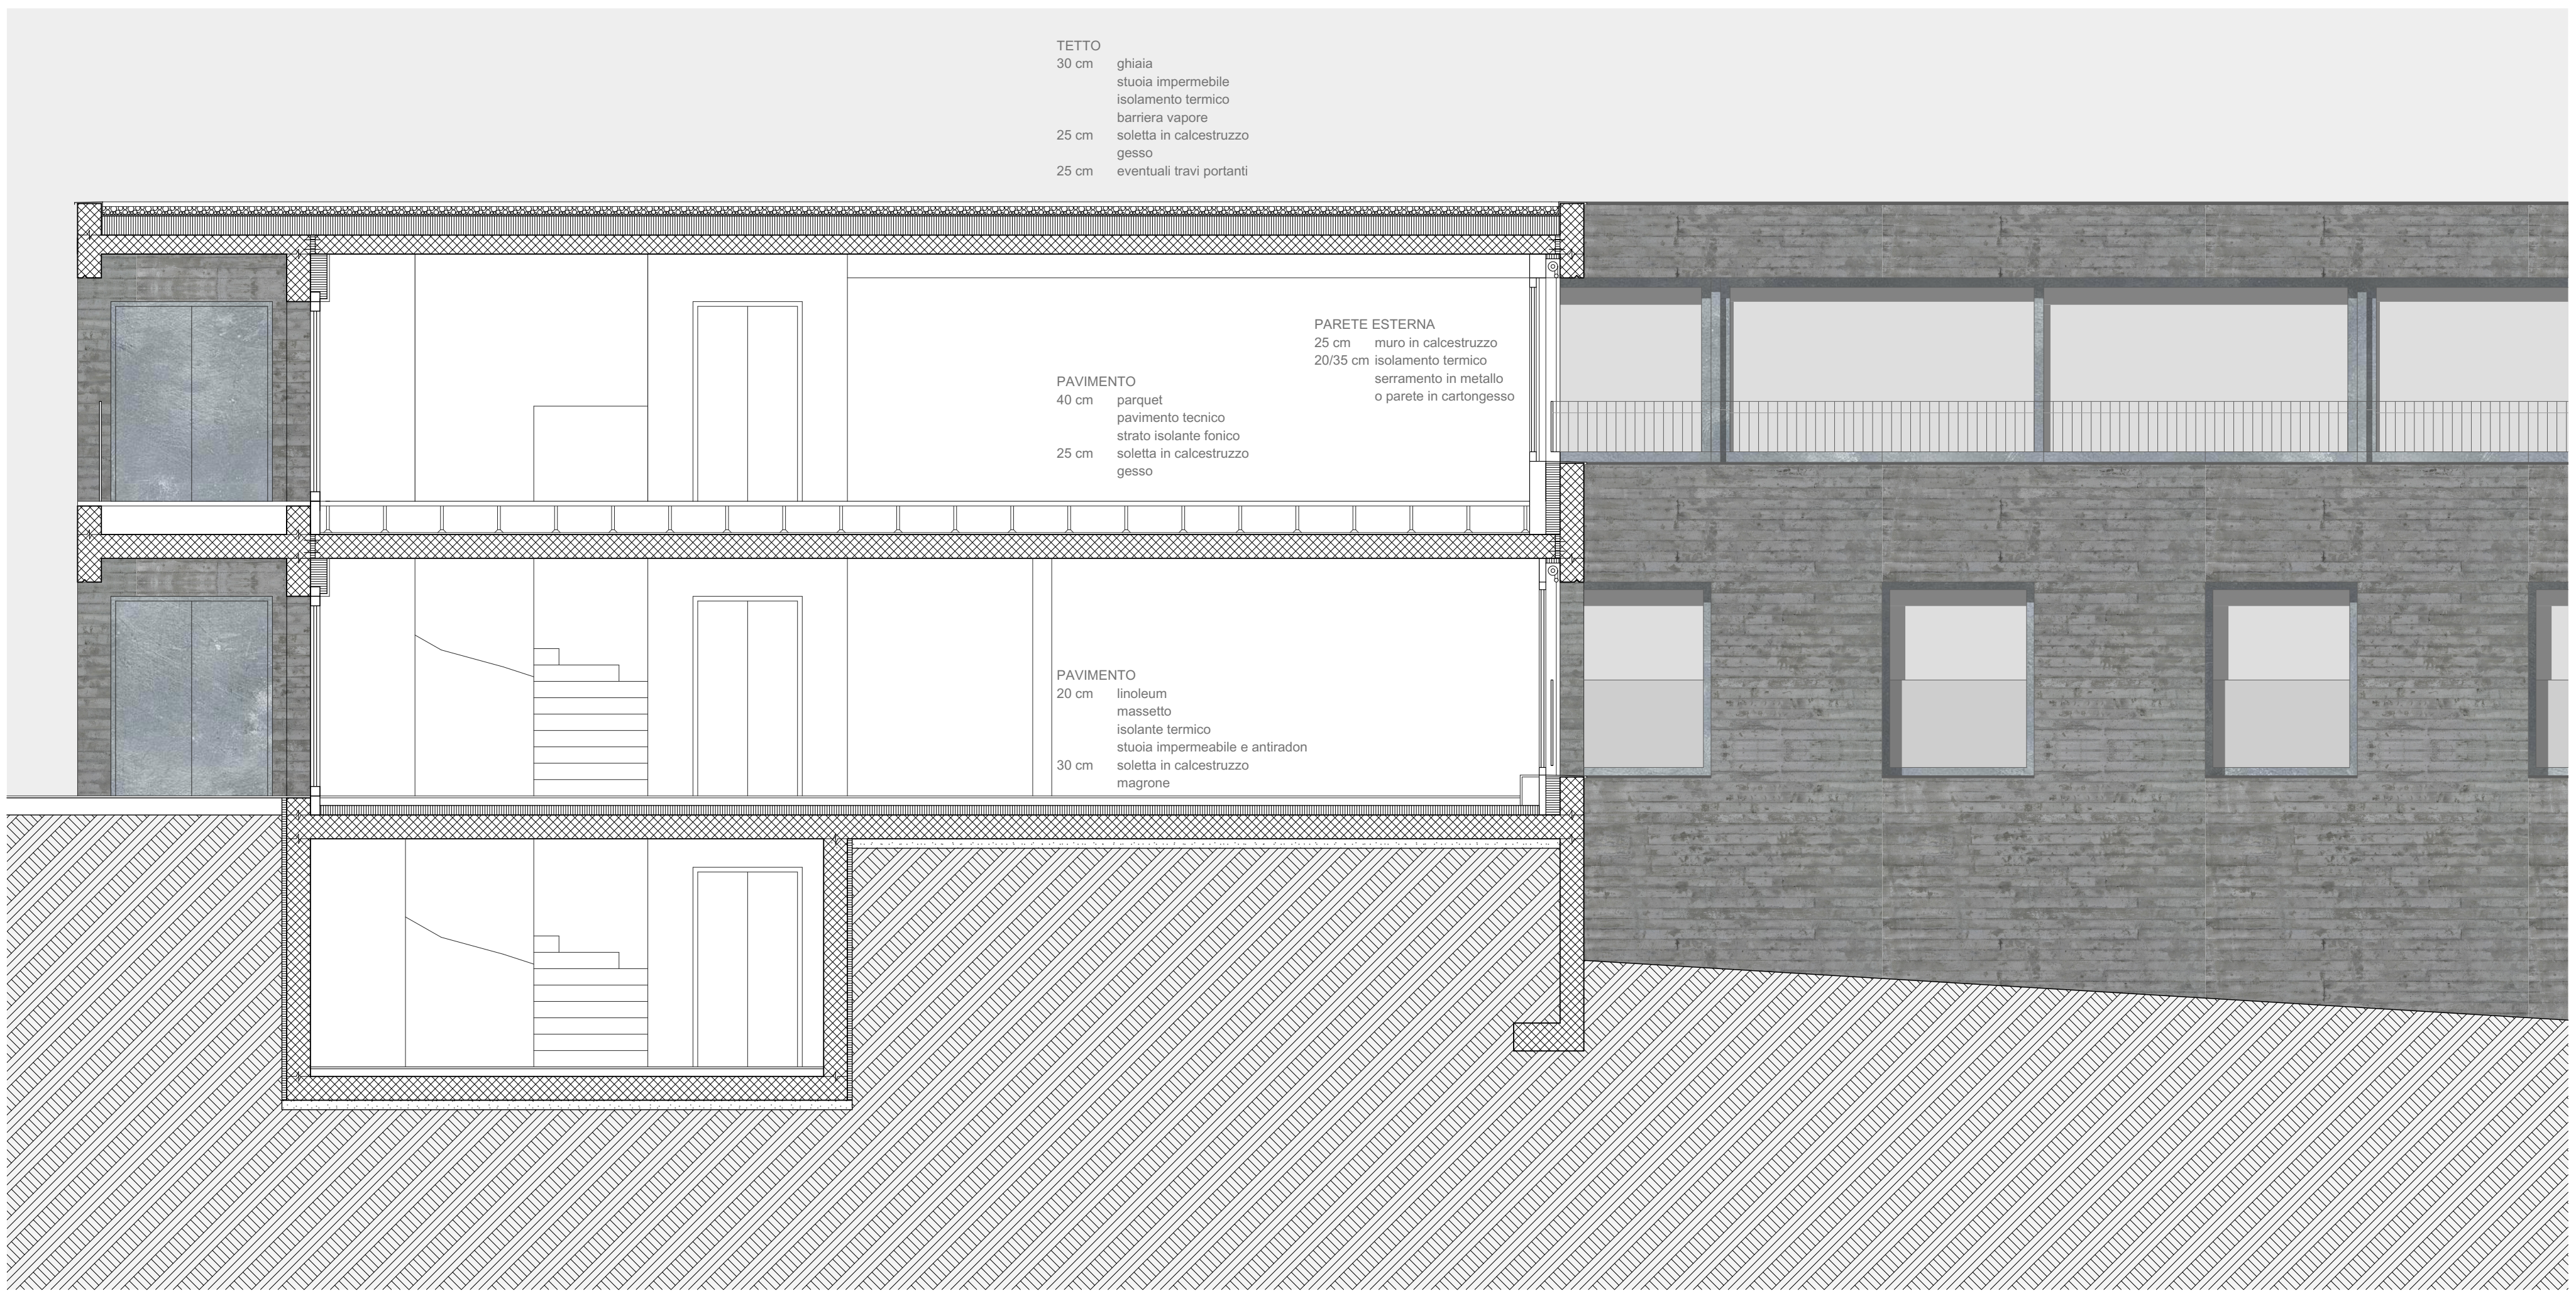 TETTO
30 cm ghiaia
stuoia impermebile
isolamento termico
barriera vapore
25 cm soletta in calcestruzzo
gesso
25 cm eventuali travi portanti
PARETE ESTERNA
25 cm muro in calcestruzzo
20/35 cm isolamento termico
serramento in metallo
o parete in cartongesso
PAVIMENTO
40 cm parquet
pavimento tecnico
strato isolante fonico
25 cm soletta in calcestruzzo
gesso
PAVIMENTO
20 cm linoleum
massetto
isolante termico
stuoia impermeabile e antiradon
30 cm soletta in calcestruzzo
magrone